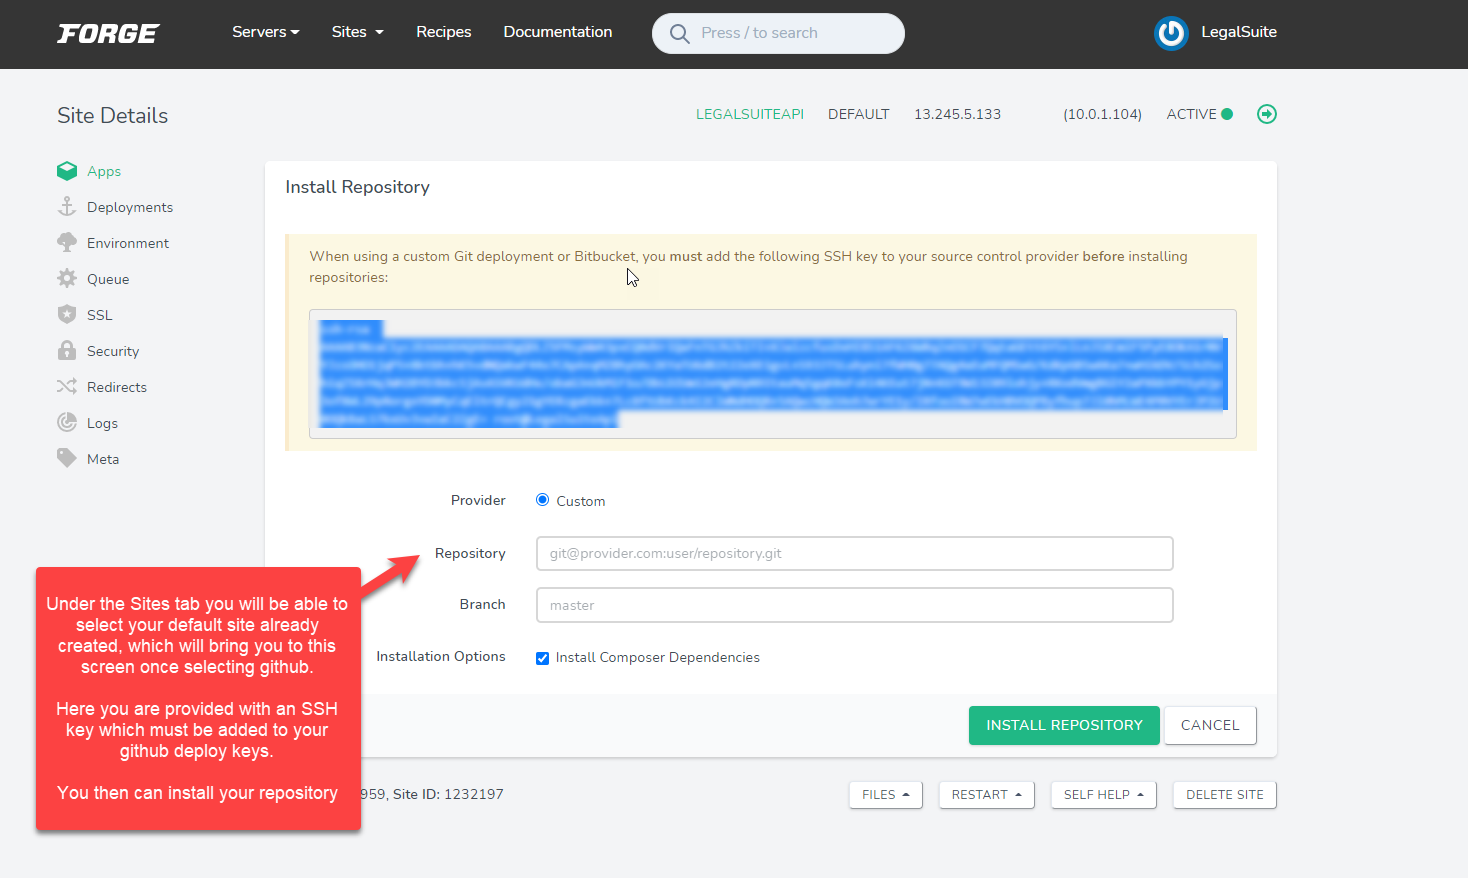 FORGE
Servers
Sites
Recipes
Documentation
Press / to search
LegalSuite
Site Details
LEGALSUITEAPI
DEFAULT
13.245.5.133
(10.0.1.104)
ACTIVE
Apps
Deployments
Environment
Queue
SSL
Security
Redirects
Logs
Meta
Install Repository
When using a custom Git deployment or Bitbucket, you must add the following SSH key to your source control provider before installing
repositories:
Provider
Custom
Repository
git@provider.com:user/repository.git
Branch
master
Installation Options
Install Composer Dependencies
INSTALL REPOSITORY
CANCEL
Under the Sites tab you will be able to
select your default site already
created, which will bring you to this
screen once selecting github.
Here you are provided with an SSH
key which must be added to your
github deploy keys.
You then can install your repository
959, Site ID: 1232197
FILES
RESTART
SELF HELP
DELETE SITE